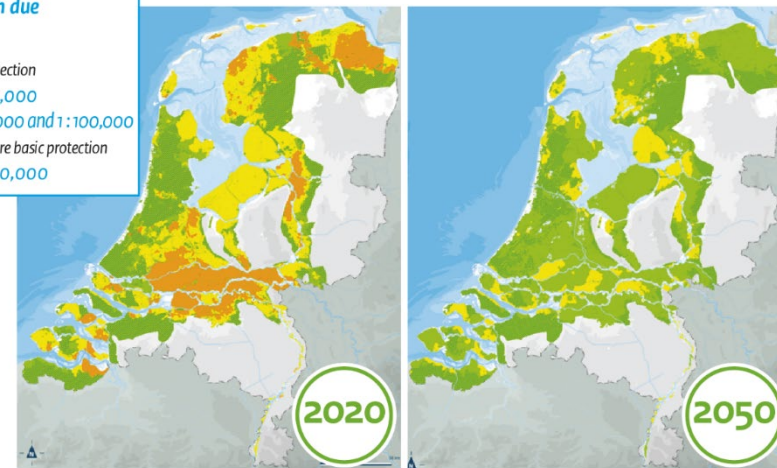 n due
ection
,000
000 and 1:100,000
re basic protection
0,000
2020
2050